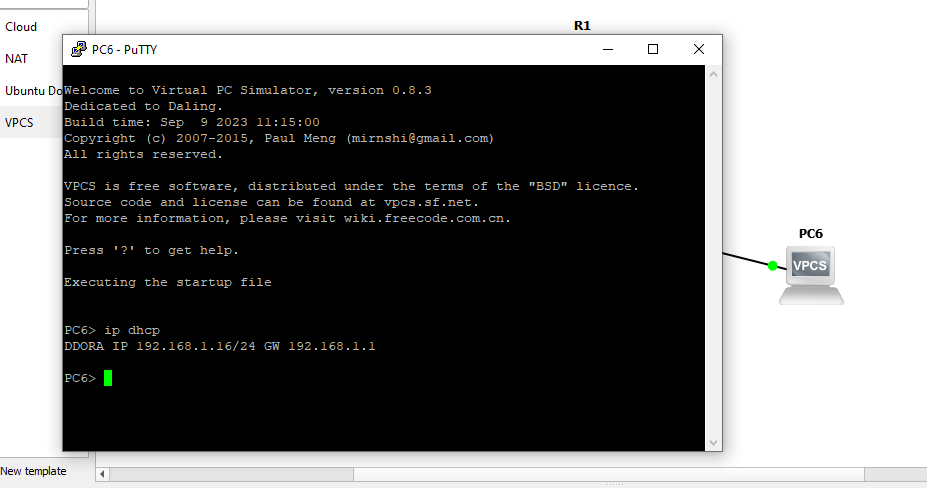 Cloud
NAT
Ubuntu Do
VPCS
New template
R1
PC6 - PuTTY
Welcome to Virtual PC Simulator, version 0.8.3
Dedicated to Daling.
Build time: Sep  9 2023 11:15:00
Copyright (c) 2007-2015, Paul Meng (mirnshi@gmail.com)
All rights reserved.
VPCS is free software, distributed under the terms of the "BSD" licence.
Source code and license can be found at vpcs.sf.net.
For more information, please visit wiki.freecode.com.cn.
Press '?' to get help.
Executing the startup file
PC6> ip dhcp
DDORA IP 192.168.1.16/24 GW 192.168.1.1
PC6>
PC6
VPCS